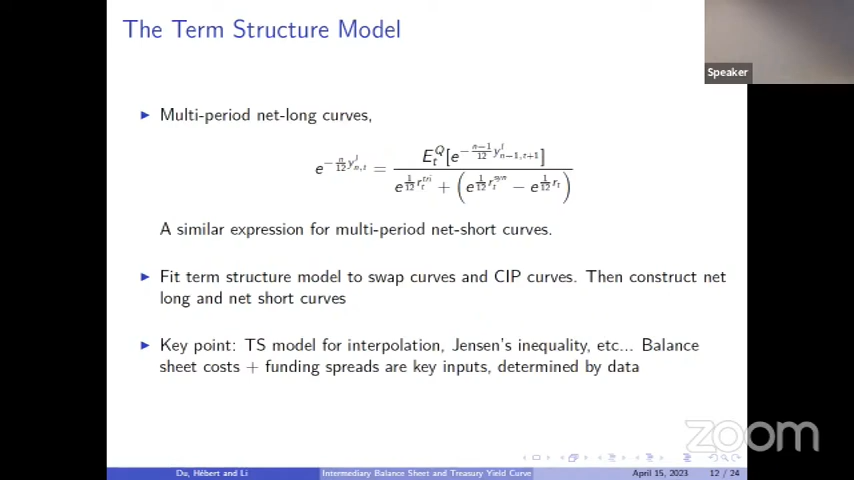 The Term Structure Model
Speaker
▶ Multi-period net-long curves,
e^{-\frac{n}{12}y^{l}_{n,t}} = \frac{E^{Q}_{t}[e^{-\frac{n-1}{12}y^{l}_{n-1,t+1}}]}{e^{\frac{1}{12}r^{tri}_{t}} + \left(e^{\frac{1}{12}r^{syn}_{t}} - e^{\frac{1}{12}r_{t}}\right)}
A similar expression for multi-period net-short curves.
▶ Fit term structure model to swap curves and CIP curves. Then construct net
long and net short curves
▶ Key point: TS model for interpolation, Jensen's inequality, etc... Balance
sheet costs + funding spreads are key inputs, determined by data
zoom
Du, Hébert and Li Intermediary Balance Sheet and Treasury Yield Curve April 15, 2023 12 / 24